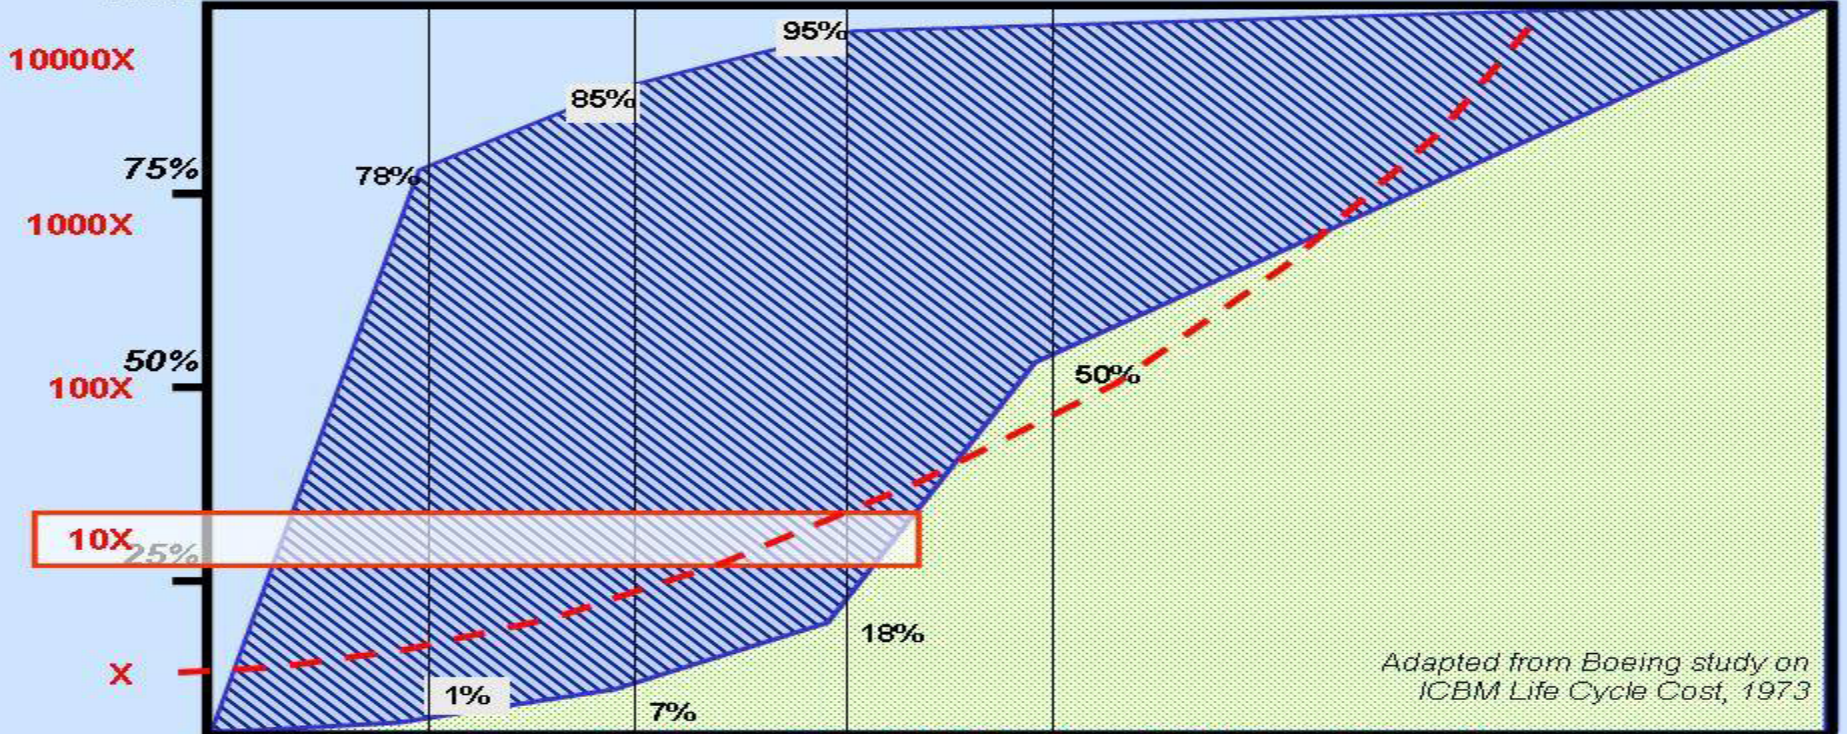 95%
10000X
85%
75%
78%
1000X
50%
50%
100X
10X
25%
18%
X
1%
7%
Adapted from Boeing study on
ICBM Life Cycle Cost, 1973